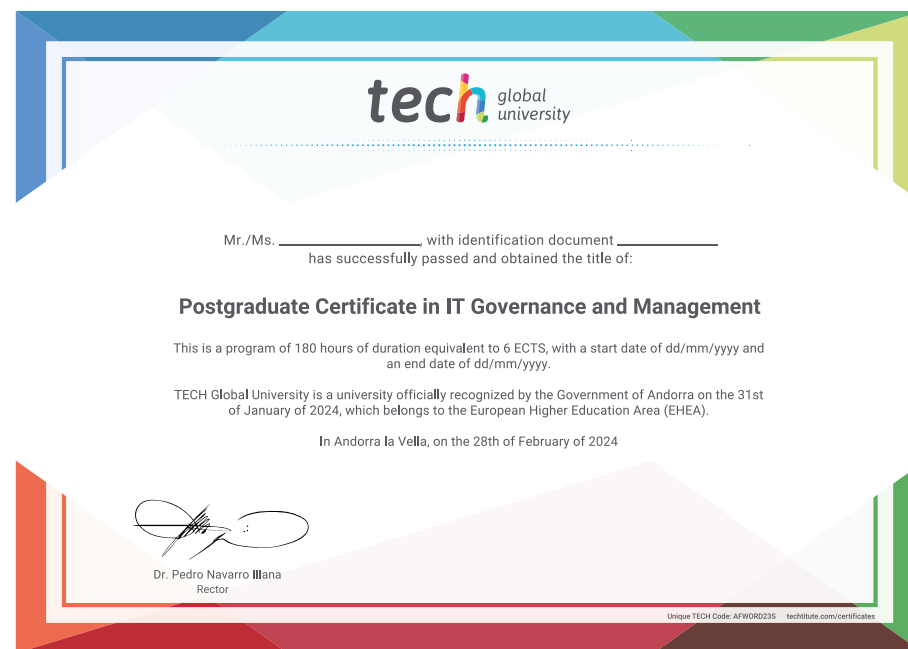 tech global
university
Mr./Ms. ____________, with identification document ____________
has successfully passed and obtained the title of:
Postgraduate Certificate in IT Governance and Management
This is a program of 180 hours of duration equivalent to 6 ECTS, with a start date of dd/mm/yyyy and
an end date of dd/mm/yyyy.
TECH Global University is a university officially recognized by the Government of Andorra on the 31st
of January of 2024, which belongs to the European Higher Education Area (EHEA).
In Andorra la Vella, on the 28th of February of 2024
Dr. Pedro Navarro Illana
Rector
Unique TECH Code: AFWORD23S techtitute.com/certificates